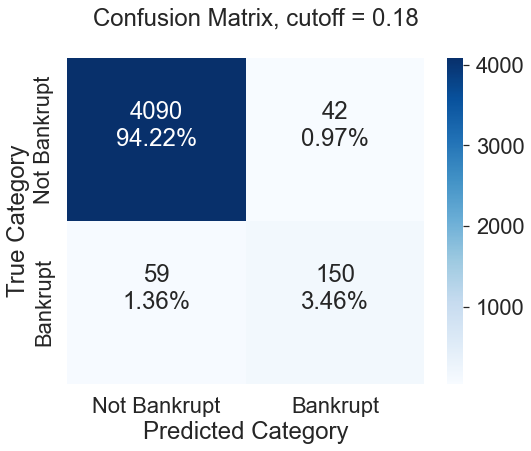 Confusion Matrix, cutoff = 0.18
True Category
Not Bankrupt
4090
94.22%
42
0.97%
Bankrupt
59
1.36%
150
3.46%
Not Bankrupt
Bankrupt
Predicted Category
4000
3000
2000
1000